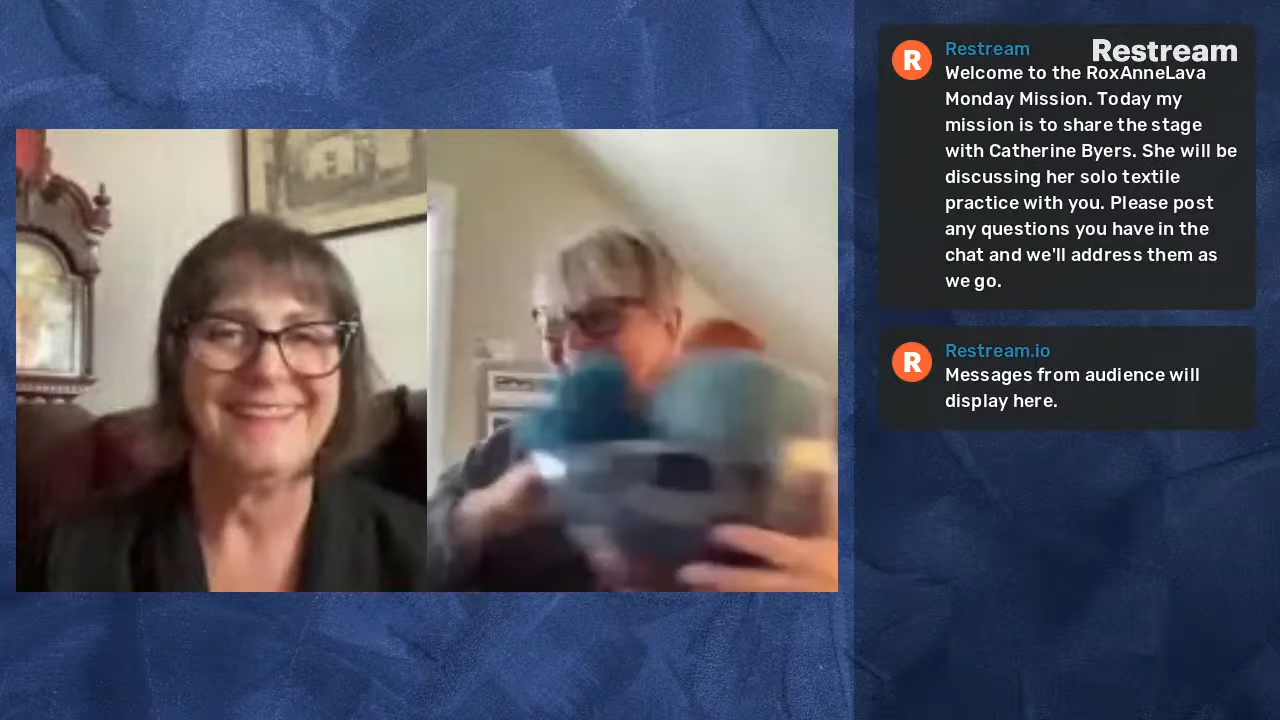 Restream
Restream
Welcome to the RoxAnneLava
Monday Mission. Today my
mission is to share the stage
with Catherine Byers. She will be
discussing her solo textile
practice with you. Please post
any questions you have in the
chat and we'll address them as
we go.
Restream.io
Messages from audience will
display here.
R
R